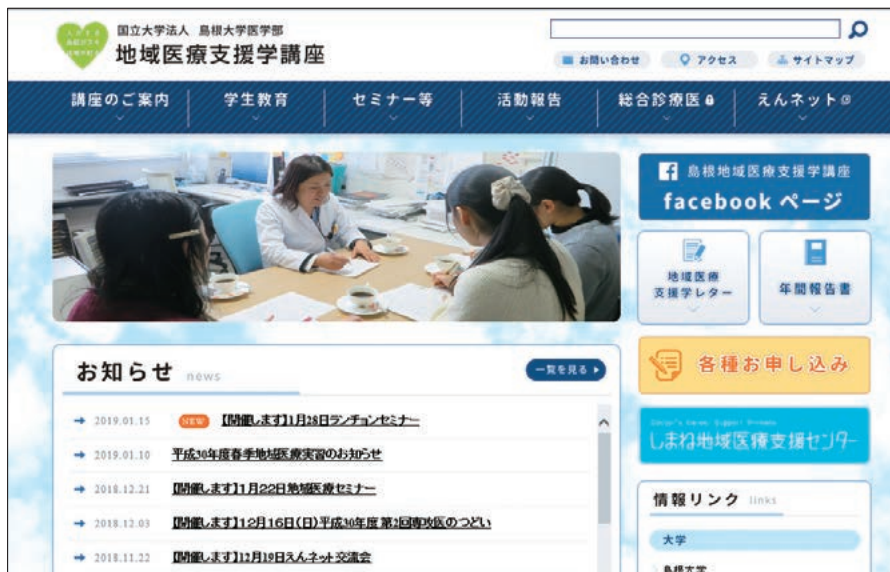 国立大学法人 島根大学医学部
地域医療支援学講座
お問い合わせ
アクセス
サイトマップ
講座のご案内
学生教育
セミナー等
活動報告
総合診療医
えんネット
島根地域医療支援学講座
facebook ページ
地域医療
支援学レター
年間報告書
各種お申し込み
しまね地域医療支援センター
お知らせ news
一覧を見る
2019.01.15 NEW 【開催します】1月28日ランチョンセミナー
2019.01.10 平成30年度春季地域医療実習のお知らせ
2018.12.21 【開催します】1月22日地域医療セミナー
2018.12.03 【開催します】12月16日(日)平成30年度 第2回専攻医のつどい
2018.11.22 【開催します】12月19日えんネット交流会
情報リンク links
大学
島根大学